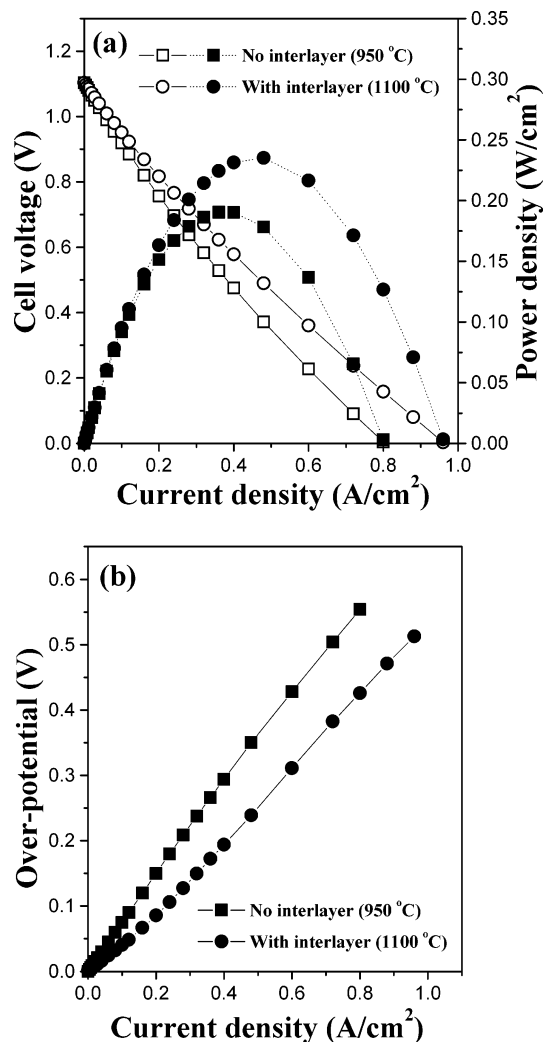 (a)
No interlayer (950 °C)
With interlayer (1100 °C)
Cell voltage (V)
1.2
1.0
0.8
0.6
0.4
0.2
0.0
Power density (W/cm²)
0.35
0.30
0.25
0.20
0.15
0.10
0.05
0.00
0.0 0.2 0.4 0.6 0.8 1.0
Current density (A/cm²)
(b)
Over-potential (V)
0.6
0.5
0.4
0.3
0.2
0.1
0.0
No interlayer (950 °C)
With interlayer (1100 °C)
0.0 0.2 0.4 0.6 0.8 1.0
Current density (A/cm²)